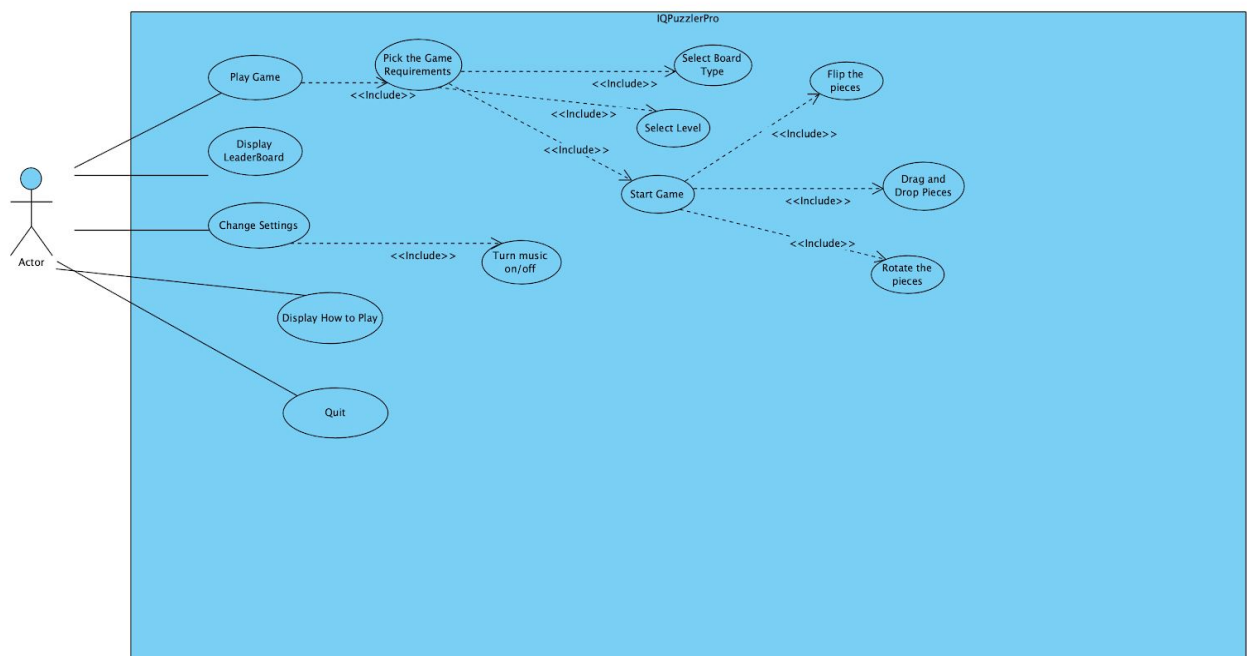 IQPuzzlerPro
Play Game
Pick the Game
Requirements
<<Include>>
Select Board
Type
<<Include>>
Select Level
<<Include>>
<<Include>>
Flip the
pieces
<<Include>>
Display
LeaderBoard
Start Game
Drag and
Drop Pieces
<<Include>>
Change Settings
<<Include>>
Turn music
on/off
<<Include>>
Rotate the
pieces
Actor
Display How to Play
Quit